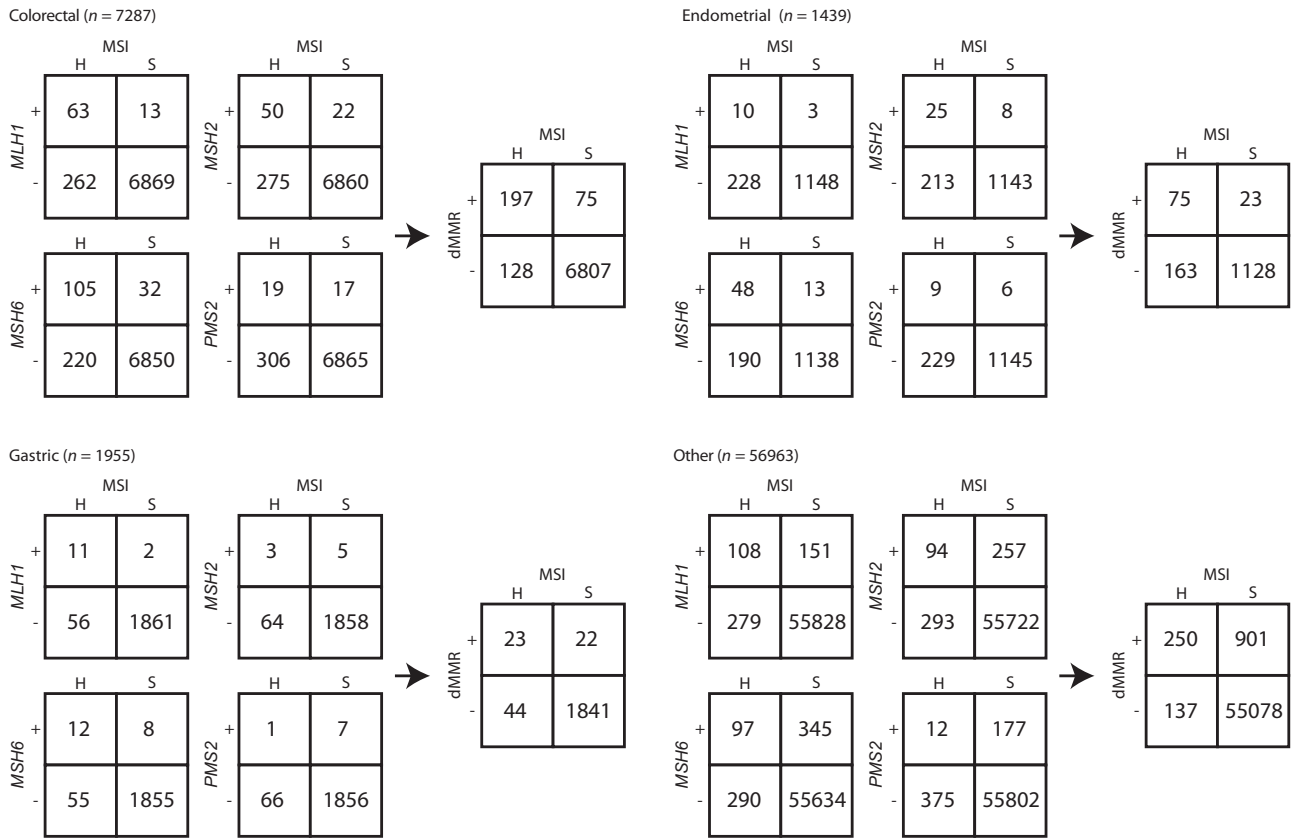 Colorectal (n = 7287)
MSI
H S
MLH1
+ 63 13
- 262 6869
MSI
H S
MSH2
+ 50 22
- 275 6860
H S
MSH6
+ 105 32
- 220 6850
H S
PMS2
+ 19 17
- 306 6865
MSI
H S
dMMR
+ 197 75
- 128 6807
Endometrial (n = 1439)
MSI
H S
MLH1
+ 10 3
- 228 1148
MSI
H S
MSH2
+ 25 8
- 213 1143
H S
MSH6
+ 48 13
- 190 1138
H S
PMS2
+ 9 6
- 229 1145
MSI
H S
dMMR
+ 75 23
- 163 1128
Gastric (n = 1955)
MSI
H S
MLH1
+ 11 2
- 56 1861
MSI
H S
MSH2
+ 3 5
- 64 1858
H S
MSH6
+ 12 8
- 55 1855
H S
PMS2
+ 1 7
- 66 1856
MSI
H S
dMMR
+ 23 22
- 44 1841
Other (n = 56963)
MSI
H S
MLH1
+ 108 151
- 279 55828
MSI
H S
MSH2
+ 94 257
- 293 55722
H S
MSH6
+ 97 345
- 290 55634
H S
PMS2
+ 12 177
- 375 55802
MSI
H S
dMMR
+ 250 901
- 137 55078